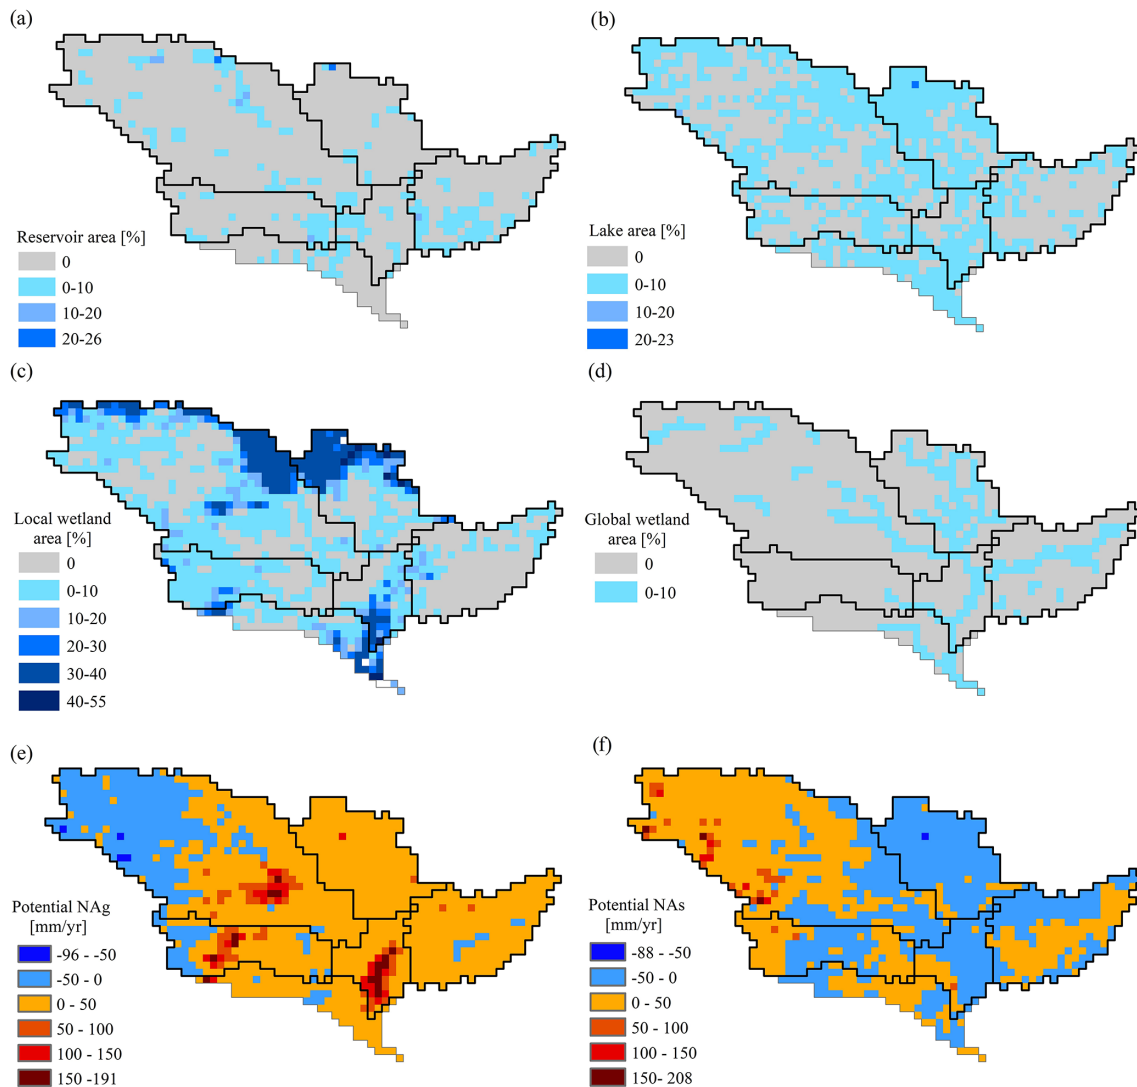 (a)
Reservoir area [%]
0
0-10
10-20
20-26
(b)
Lake area [%]
0
0-10
10-20
20-23
(c)
Local wetland
area [%]
0
0-10
10-20
20-30
30-40
40-55
(d)
Global wetland
area [%]
0
0-10
(e)
Potential NAg
[mm/yr]
-96 - -50
-50 - 0
0 - 50
50 - 100
100 - 150
150 -191
(f)
Potential NAs
[mm/yr]
-88 - -50
-50 - 0
0 - 50
50 - 100
100 - 150
150- 208